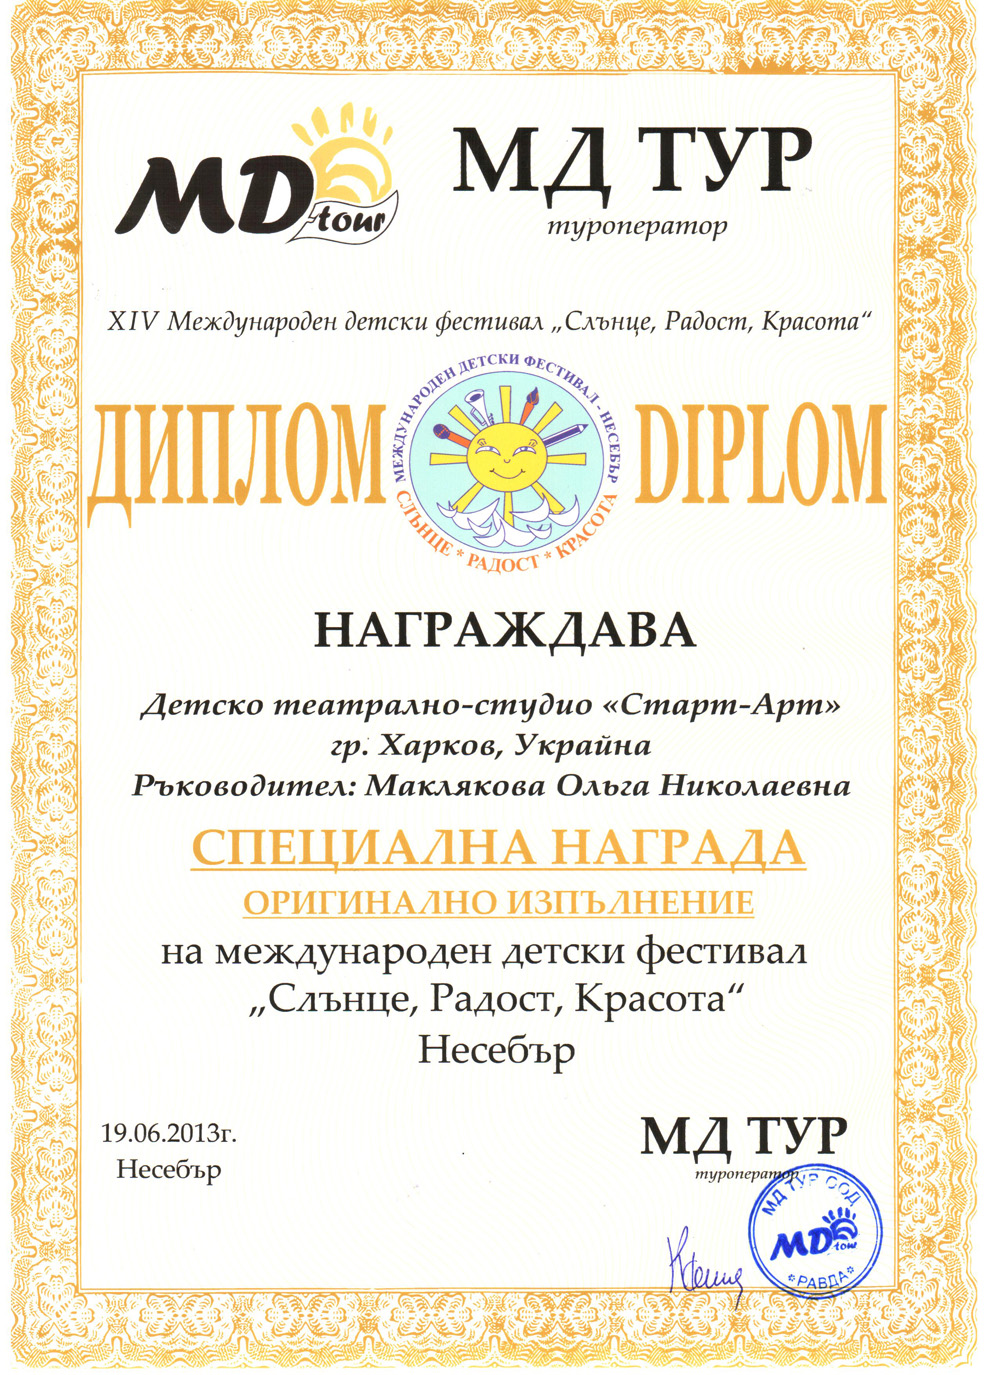 MD tour
МД ТУР
туроператор
XIV Международен детски фестивал „Слънце, Радост, Красота“
ДИПЛОМ
МЕЖДУНАРОДЕН ДЕТСКИ ФЕСТИВАЛ - НЕСЕБЪР
СЛЪНЦЕ * РАДОСТ * КРАСОТА
DIPLOM
НАГРАЖДАВА
Детско театрално-студио «Старт-Арт»
гр. Харков, Украйна
Ръководител: Маклякова Ольга Николаевна
СПЕЦИАЛНА НАГРАДА
ОРИГИНАЛНО ИЗПЪЛНЕНИЕ
на международен детски фестивал
„Слънце, Радост, Красота“
Несебър
19.06.2013г.
Несебър
МД ТУР
туроператор
МД ТУР СОД
MD tour
*РАВДА*